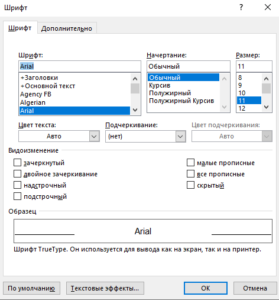 Шрифт
? ×
Шрифт Дополнительно
Шрифт: Начертание: Размер:
Arial Обычный 11
+Заголовки Обычный 8
+Основной текст Курсив 9
Agency FB Полужирный 10
Algerian Полужирный Курсив 11
Arial 12
Цвет текста: Подчеркивание: Цвет подчеркивания:
Авто (нет) Авто
Видоизменение
зачеркнутый малые прописные
двойное зачеркивание все прописные
надстрочный скрытый
подстрочный
Образец
Arial
Шрифт TrueType. Он используется для вывода как на экран, так и на принтер.
По умолчанию Текстовые эффекты... ОК Отмена